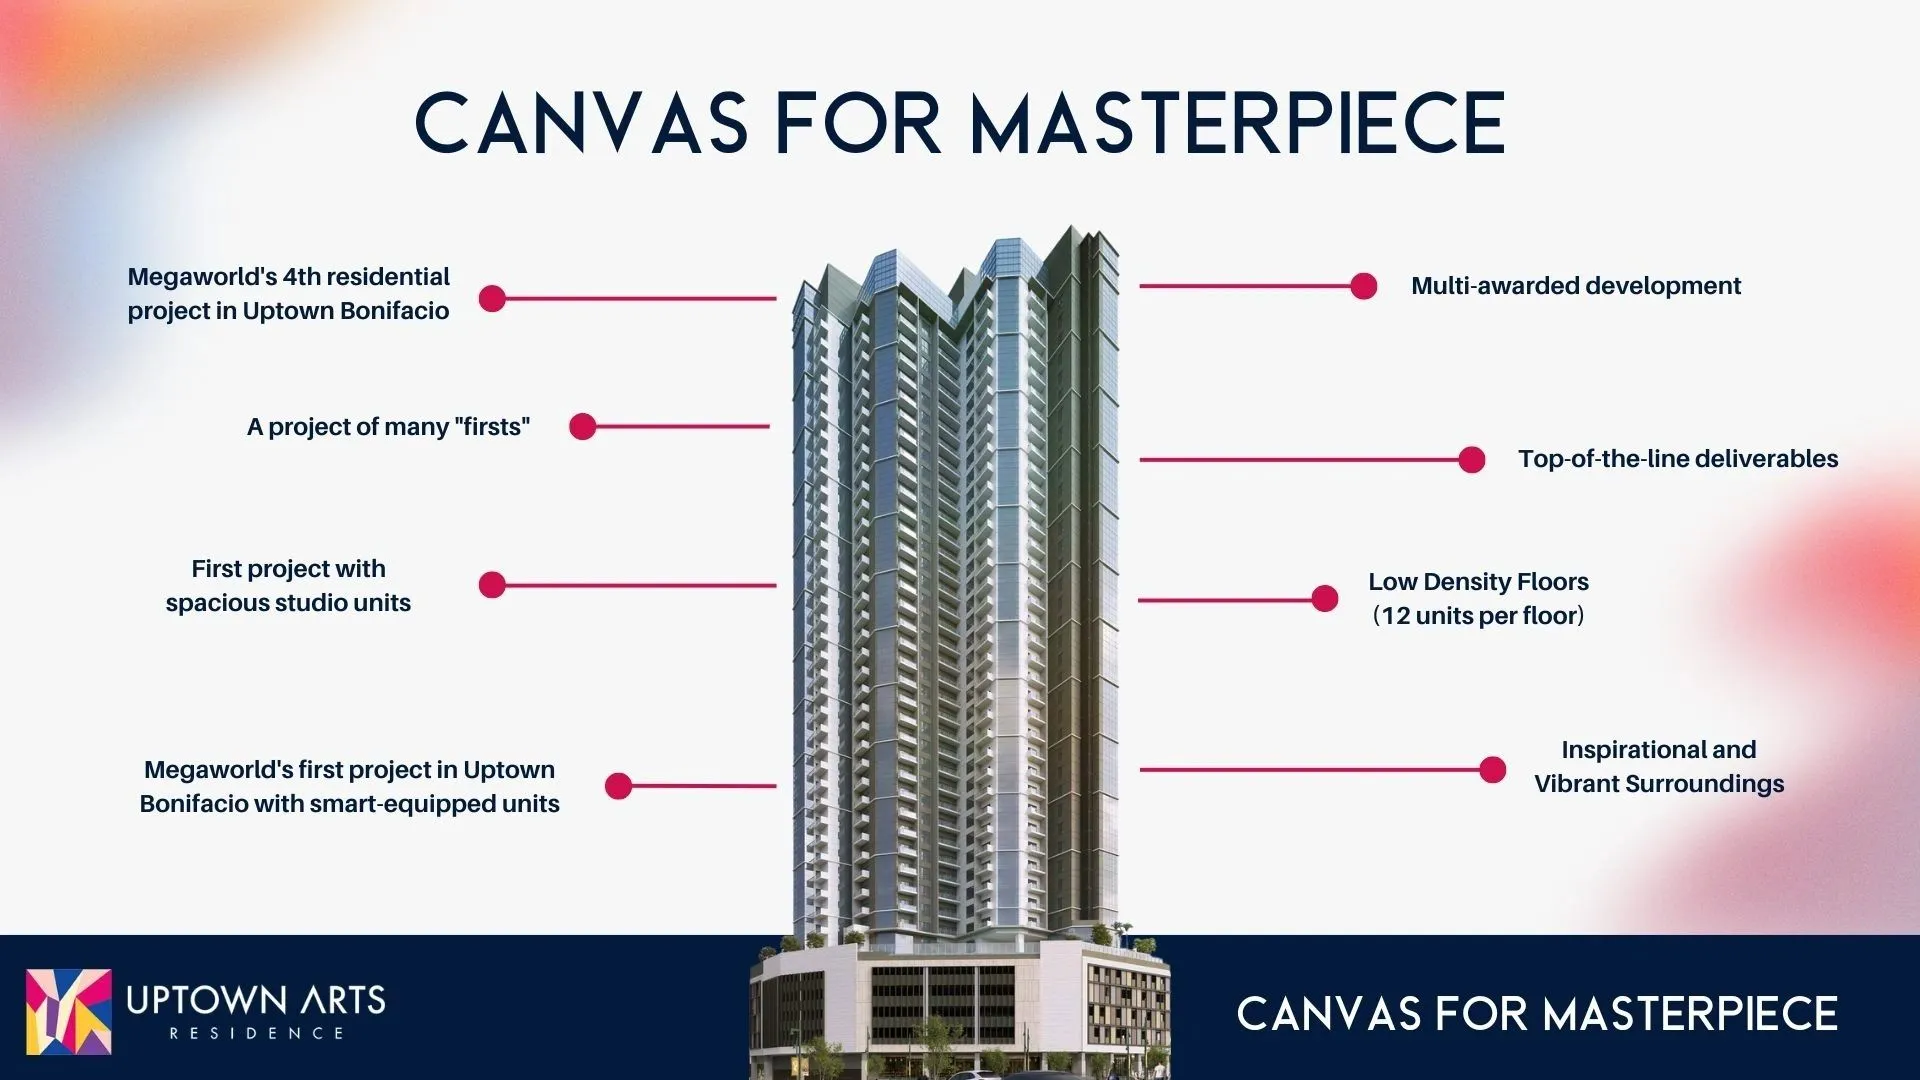 CANVAS FOR MASTERPIECE
Megaworld's 4th residential
project in Uptown Bonifacio
A project of many "firsts"
First project with
spacious studio units
Megaworld's first project in Uptown
Bonifacio with smart-equipped units
Multi-awarded development
Top-of-the-line deliverables
Low Density Floors
(12 units per floor)
Inspirational and
Vibrant Surroundings
UPTOWN ARTS
RESIDENCE
CANVAS FOR MASTERPIECE